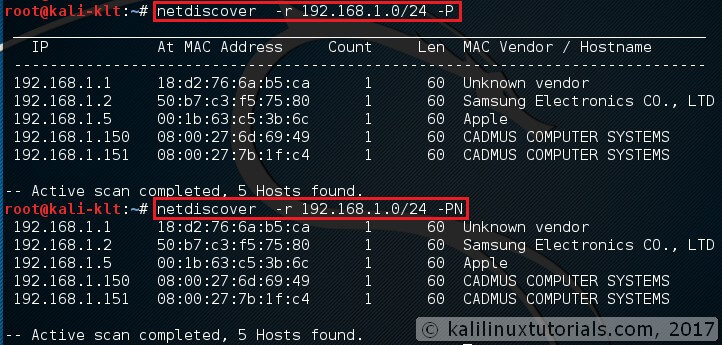 root@kali-klt:~# netdiscover -r 192.168.1.0/24 -P
IP At MAC Address Count Len MAC Vendor / Hostname
192.168.1.1 18:d2:76:6a:b5:ca 1 60 Unknown vendor
192.168.1.2 50:b7:c3:f5:75:80 1 60 Samsung Electronics CO., LTD
192.168.1.5 00:1b:63:c5:3b:6c 1 60 Apple
192.168.1.150 08:00:27:6d:69:49 1 60 CADMUS COMPUTER SYSTEMS
192.168.1.151 08:00:27:7b:1f:c4 1 60 CADMUS COMPUTER SYSTEMS
-- Active scan completed, 5 Hosts found.
root@kali-klt:~# netdiscover -r 192.168.1.0/24 -PN
192.168.1.1 18:d2:76:6a:b5:ca 1 60 Unknown vendor
192.168.1.2 50:b7:c3:f5:75:80 1 60 Samsung Electronics CO., LTD
192.168.1.5 00:1b:63:c5:3b:6c 1 60 Apple
192.168.1.150 08:00:27:6d:69:49 1 60 CADMUS COMPUTER SYSTEMS
192.168.1.151 08:00:27:7b:1f:c4 1 60 CADMUS COMPUTER SYSTEMS
-- Active scan completed, 5 Hosts found.
© kalilinuxtutorials.com, 2017